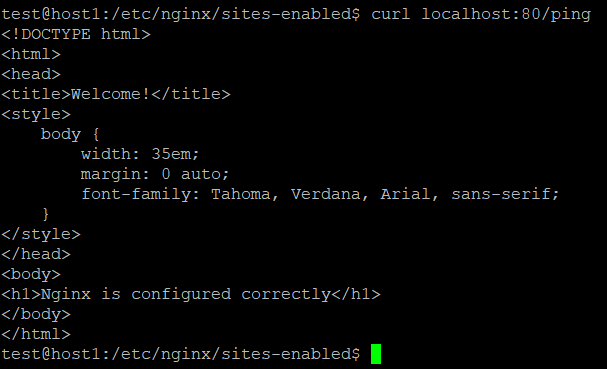 test@host1:/etc/nginx/sites-enabled$ curl localhost:80/ping
<!DOCTYPE html>
<html>
<head>
<title>Welcome!</title>
<style>
    body {
        width: 35em;
        margin: 0 auto;
        font-family: Tahoma, Verdana, Arial, sans-serif;
    }
</style>
</head>
<body>
<h1>Nginx is configured correctly</h1>
</body>
</html>
test@host1:/etc/nginx/sites-enabled$